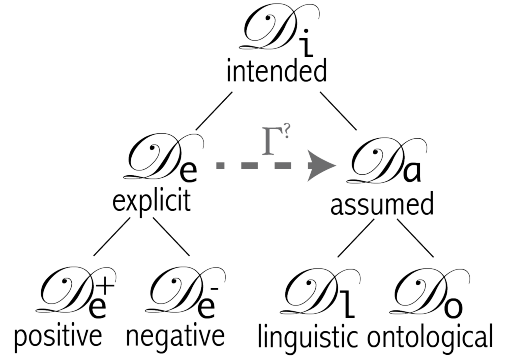 𝒟i
intended
Γ?
𝒟e 𝒟a
explicit assumed
𝒟e+ 𝒟e- 𝒟l 𝒟o
positive negative linguistic ontological